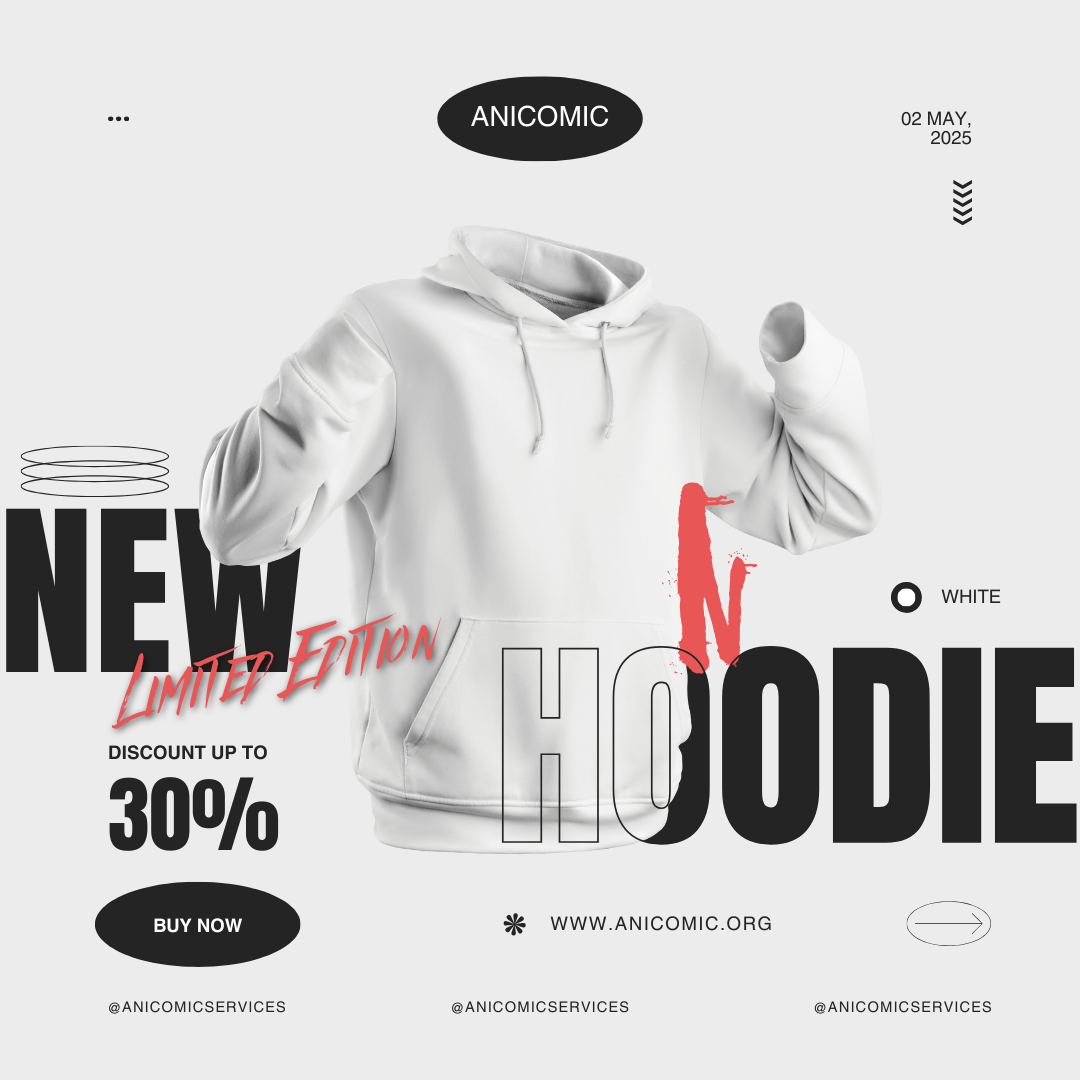 ANICOMIC
02 MAY,
2025
NEW
Limited Edition
N
WHITE
HOODIE
DISCOUNT UP TO
30%
BUY NOW
WWW.ANICOMIC.ORG
@ANICOMICSERVICES
@ANICOMICSERVICES
@ANICOMICSERVICES